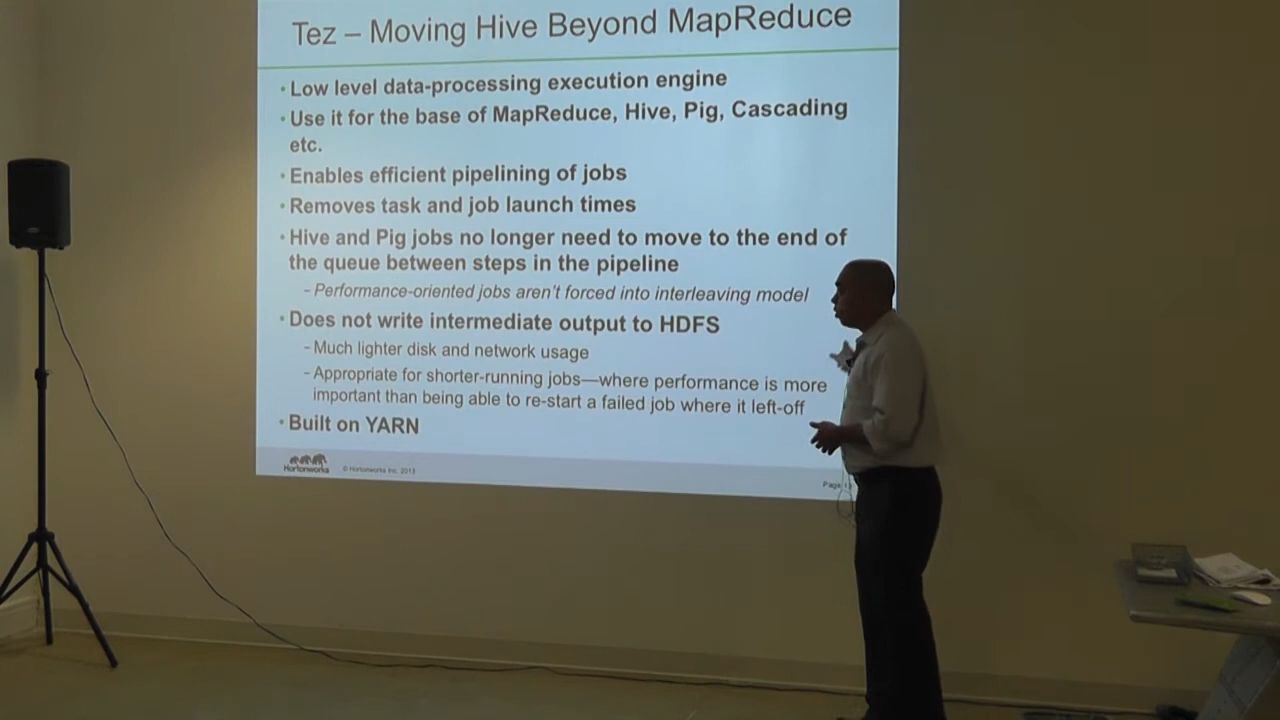 Tez – Moving Hive Beyond MapReduce
• Low level data-processing execution engine
• Use it for the base of MapReduce, Hive, Pig, Cascading
etc.
• Enables efficient pipelining of jobs
• Removes task and job launch times
• Hive and Pig jobs no longer need to move to the end of
the queue between steps in the pipeline
– Performance-oriented jobs aren't forced into interleaving model
• Does not write intermediate output to HDFS
– Much lighter disk and network usage
– Appropriate for shorter-running jobs—where performance is more
important than being able to re-start a failed job where it left-off
• Built on YARN
Hortonworks
© Hortonworks Inc. 2013
Page